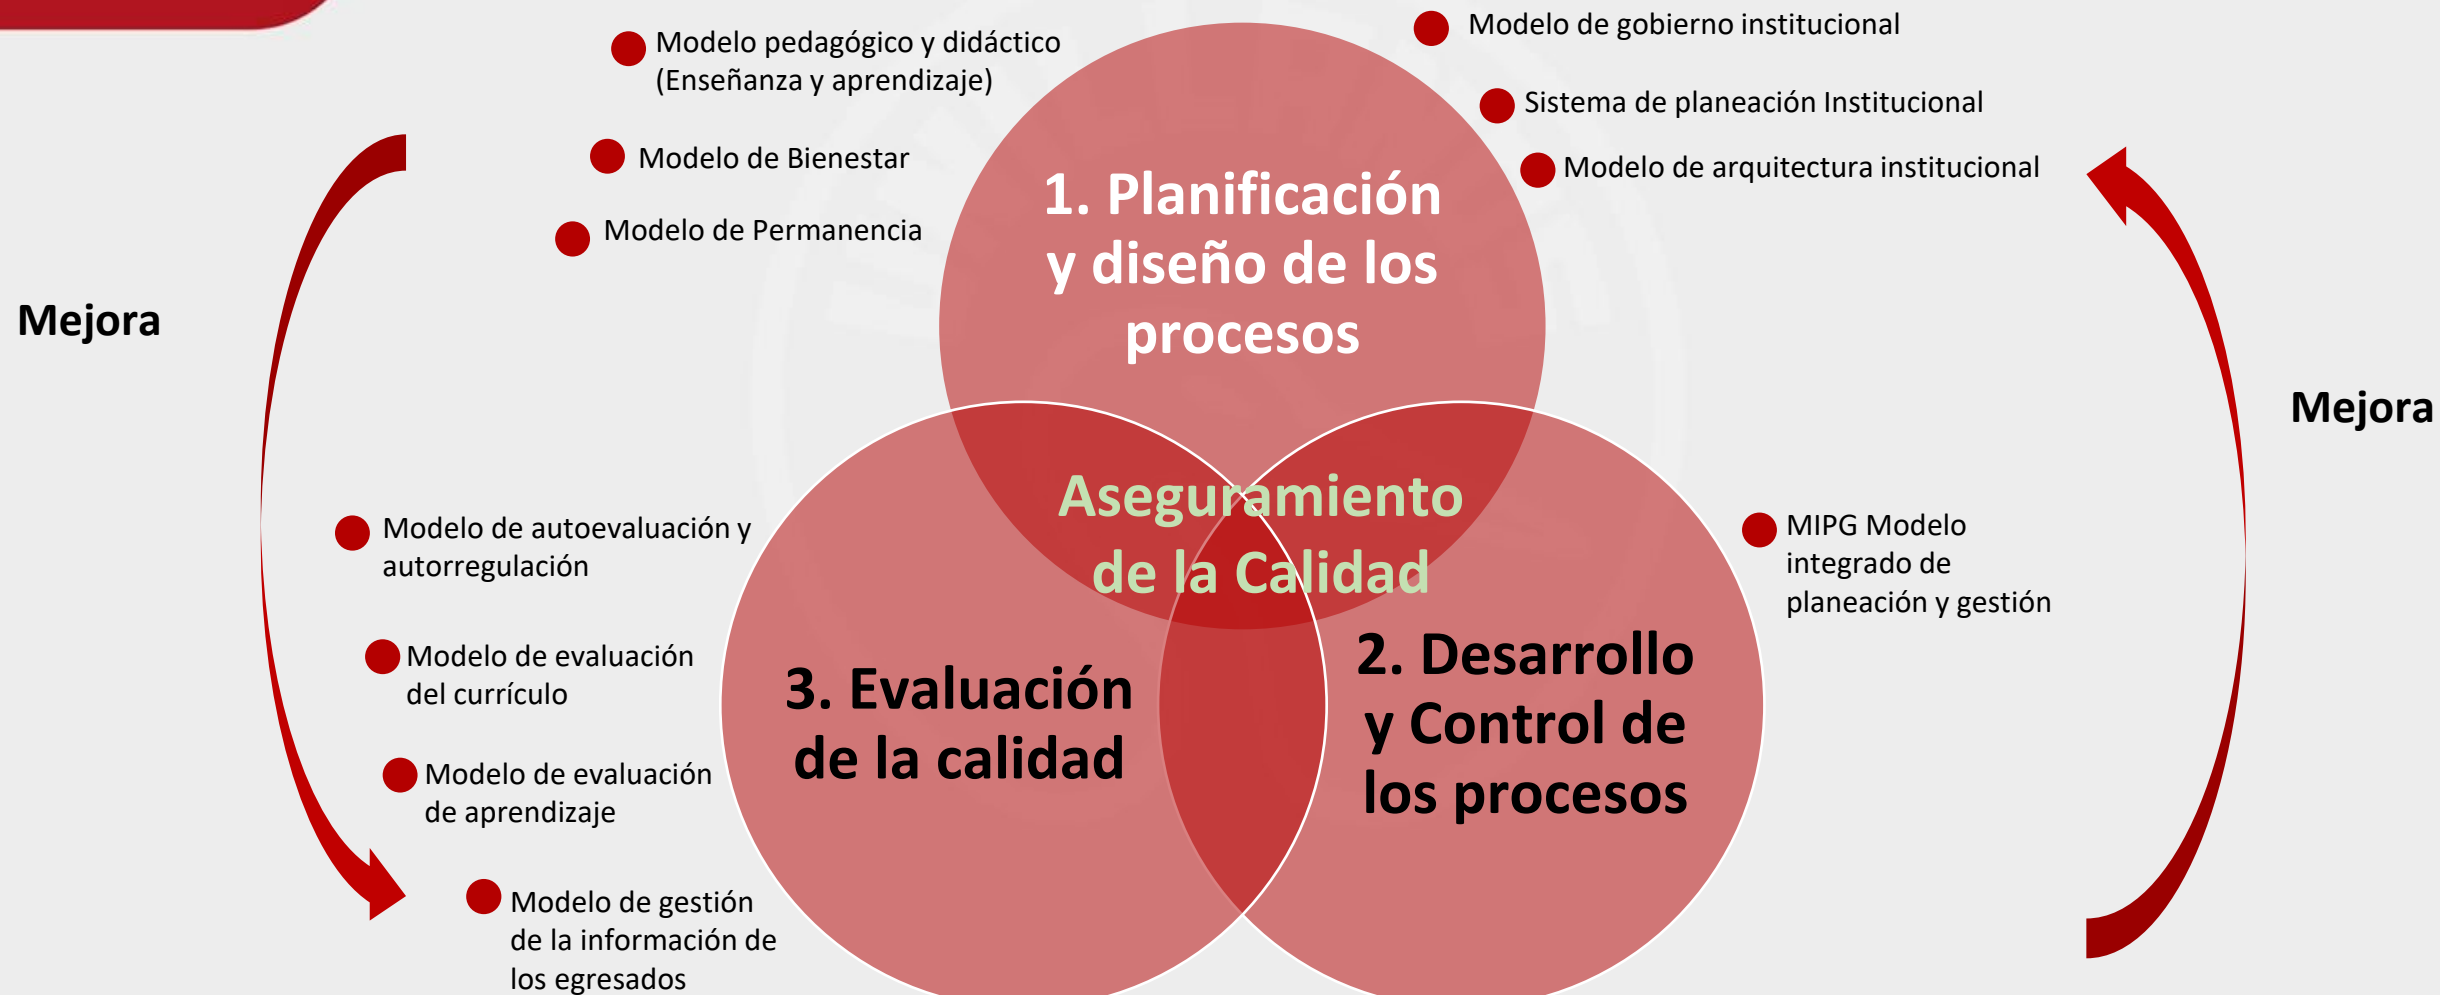 Modelo pedagógico y didáctico
(Enseñanza y aprendizaje)
Modelo de Bienestar
Modelo de Permanencia
Modelo de gobierno institucional
Sistema de planeación Institucional
Modelo de arquitectura institucional
1. Planificación
y diseño de los
procesos
Mejora
Mejora
Aseguramiento
de la Calidad
Modelo de autoevaluación y
autorregulación
Modelo de evaluación
del currículo
Modelo de evaluación
de aprendizaje
Modelo de gestión
de la información de
los egresados
3. Evaluación
de la calidad
2. Desarrollo
y Control de
los procesos
MIPG Modelo
integrado de
planeación y gestión